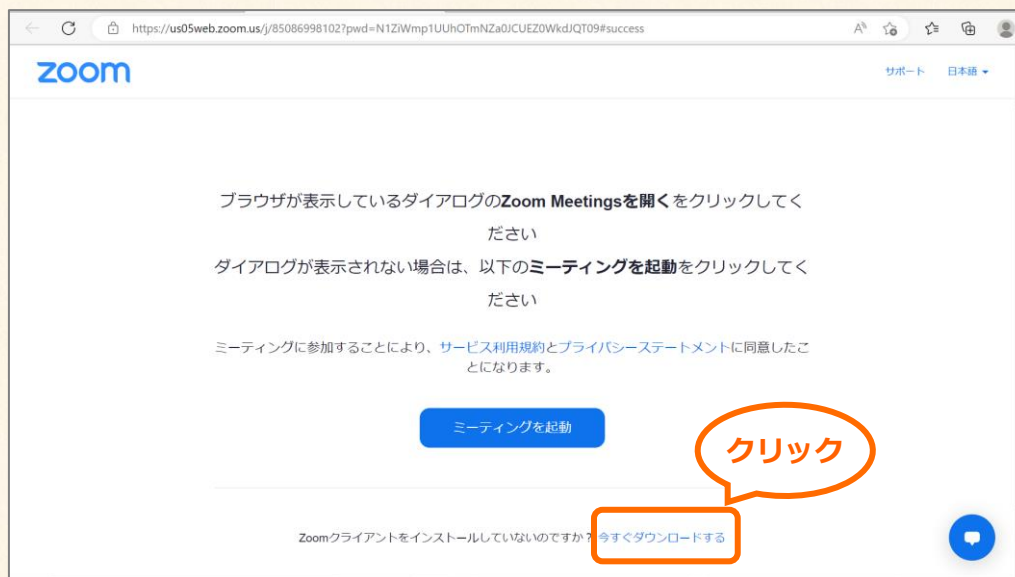 https://us05web.zoom.us/j/85086998102?pwd=N1ZiWmp1UUhOTmNZa0JCUEZ0WkdJQT09#success
zoom
サポート 日本語
ブラウザが表示しているダイアログのZoom Meetingsを開くをクリックしてく
ださい
ダイアログが表示されない場合は、以下のミーティングを起動をクリックしてく
ださい
ミーティングに参加することにより、サービス利用規約とプライバシーステートメントに同意したこ
とになります。
ミーティングを起動
クリック
Zoomクライアントをインストールしていないのですか？今すぐダウンロードする